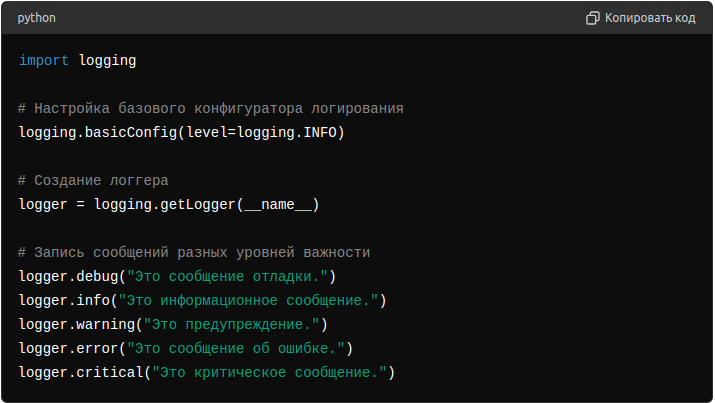 python
Копировать код
import logging
# Настройка базового конфигуратора логирования
logging.basicConfig(level=logging.INFO)
# Создание логгера
logger = logging.getLogger(__name__)
# Запись сообщений разных уровней важности
logger.debug("Это сообщение отладки.")
logger.info("Это информационное сообщение.")
logger.warning("Это предупреждение.")
logger.error("Это сообщение об ошибке.")
logger.critical("Это критическое сообщение.")